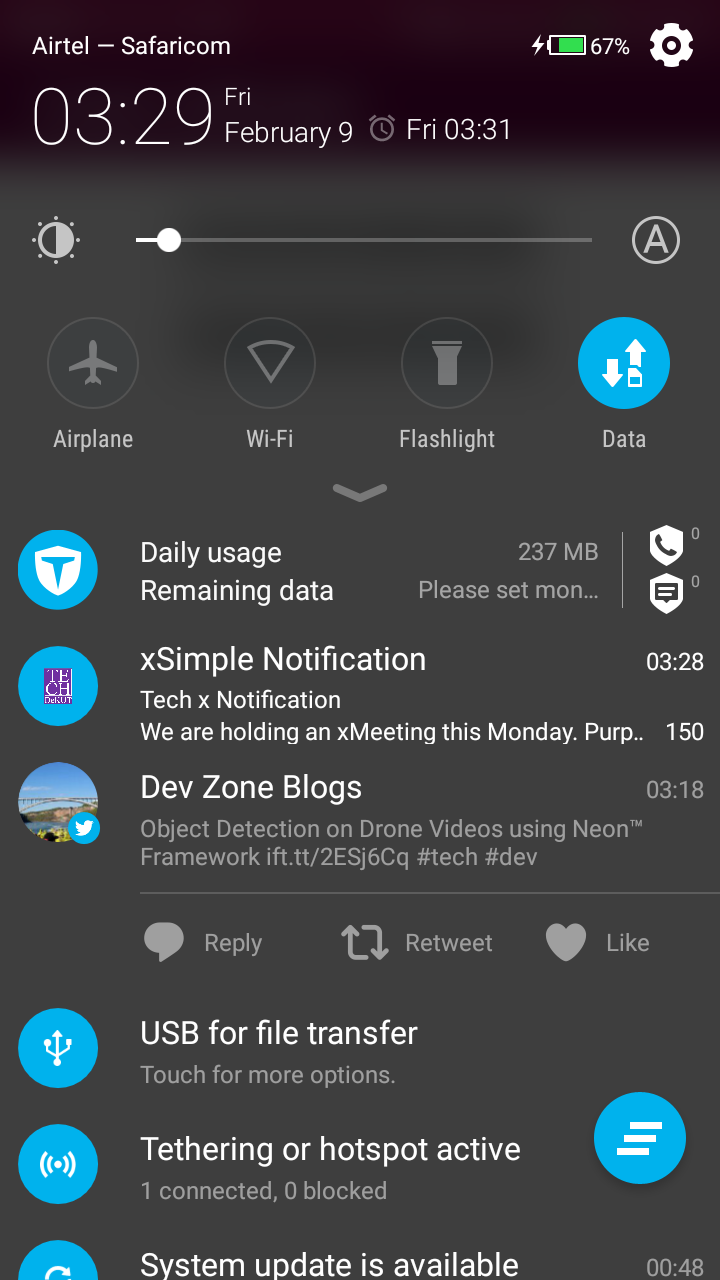 Airtel — Safaricom
67%
03:29
Fri
February 9
Fri 03:31
A
Airplane
Wi-Fi
Flashlight
Data
Daily usage
237 MB
0
Remaining data
Please set mon...
0
xSimple Notification
03:28
TE
CH
DeKUT
Tech x Notification
We are holding an xMeeting this Monday. Purp..
150
Dev Zone Blogs
03:18
Object Detection on Drone Videos using Neon™
Framework ift.tt/2ESj6Cq #tech #dev
Reply
Retweet
Like
USB for file transfer
Touch for more options.
Tethering or hotspot active
1 connected, 0 blocked
System update is available
00:48